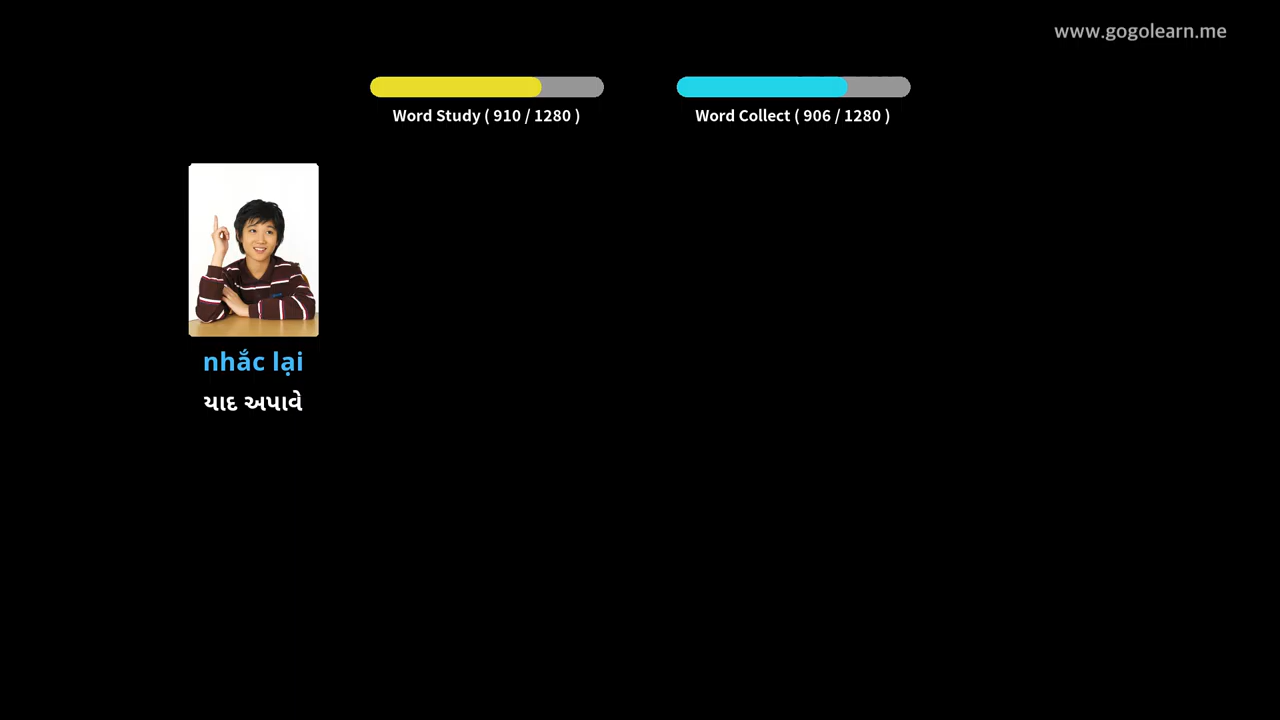 www.gogolearn.me
Word Study ( 910 / 1280 )
Word Collect ( 906 / 1280 )
nhắc lại
યાદ અપાવે